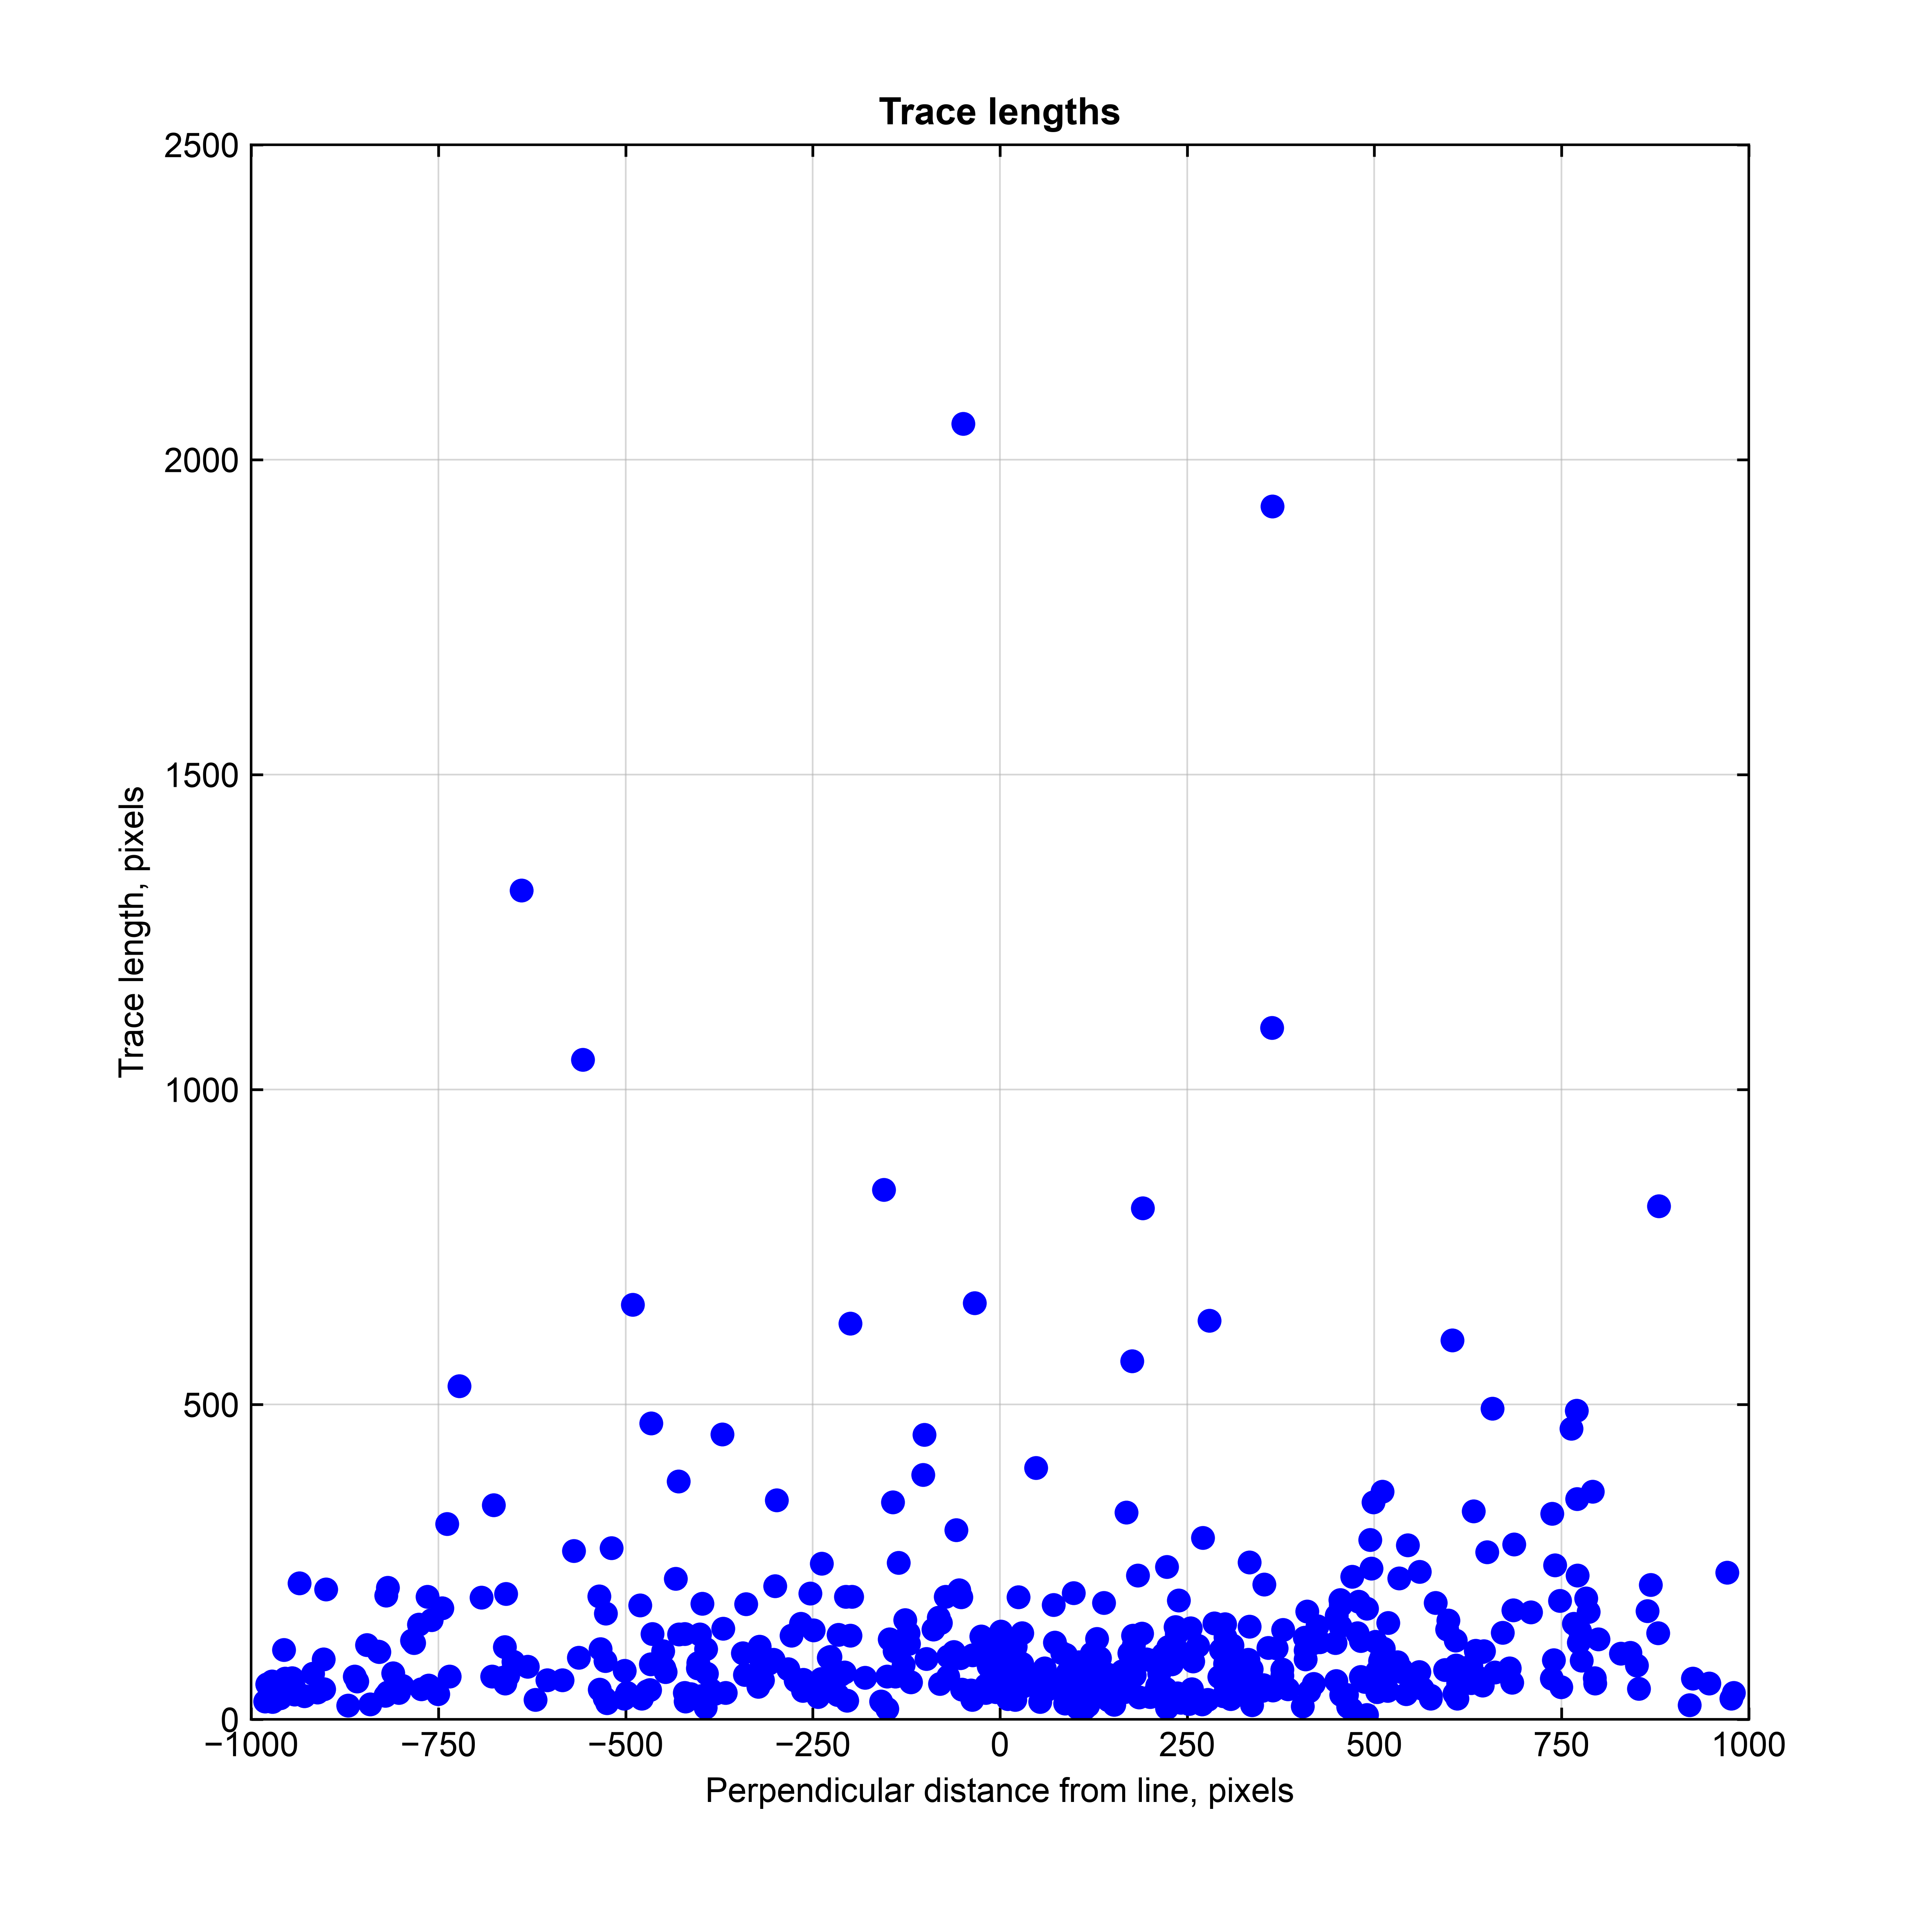 Trace lengths
2500
2000
1500
1000
500
0
Trace length, pixels
−1000 −750 −500 −250 0 250 500 750 1000
Perpendicular distance from line, pixels